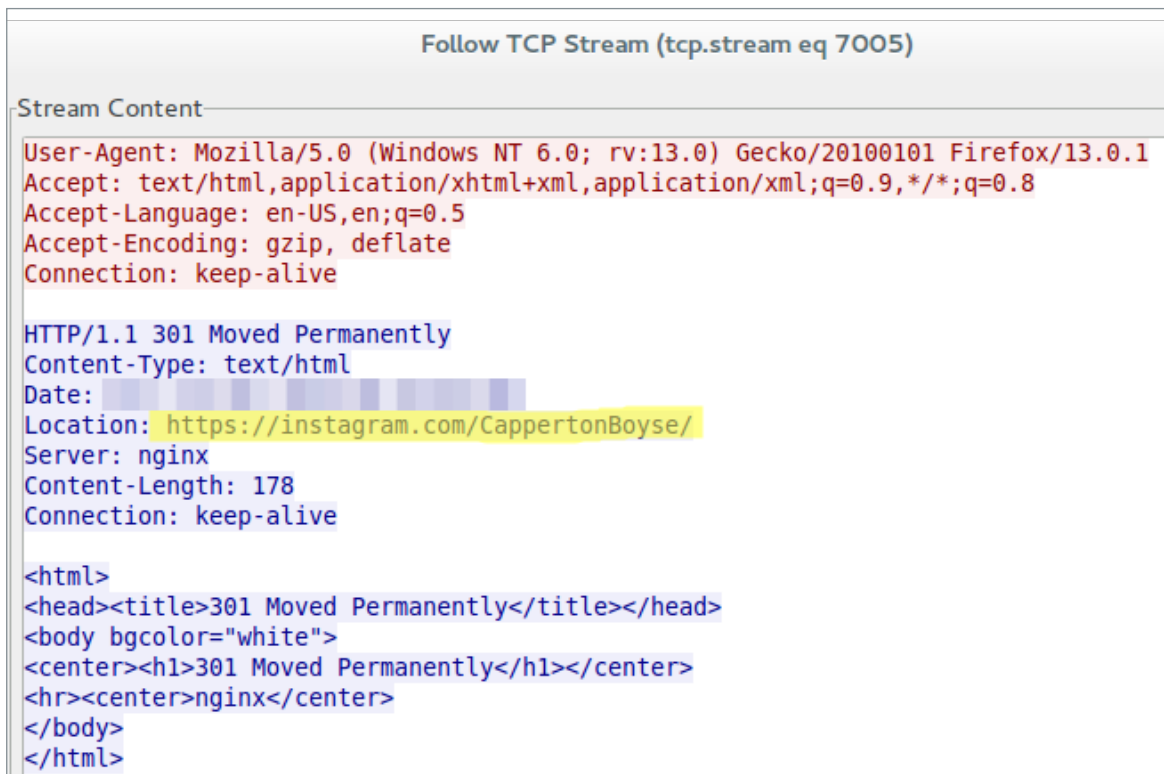 Follow TCP Stream (tcp.stream eq 7005)
Stream Content
User-Agent: Mozilla/5.0 (Windows NT 6.0; rv:13.0) Gecko/20100101 Firefox/13.0.1
Accept: text/html,application/xhtml+xml,application/xml;q=0.9,*/*;q=0.8
Accept-Language: en-US,en;q=0.5
Accept-Encoding: gzip, deflate
Connection: keep-alive
HTTP/1.1 301 Moved Permanently
Content-Type: text/html
Date:
Location: https://instagram.com/CappertonBoyse/
Server: nginx
Content-Length: 178
Connection: keep-alive
<html>
<head><title>301 Moved Permanently</title></head>
<body bgcolor="white">
<center><h1>301 Moved Permanently</h1></center>
<hr><center>nginx</center>
</body>
</html>